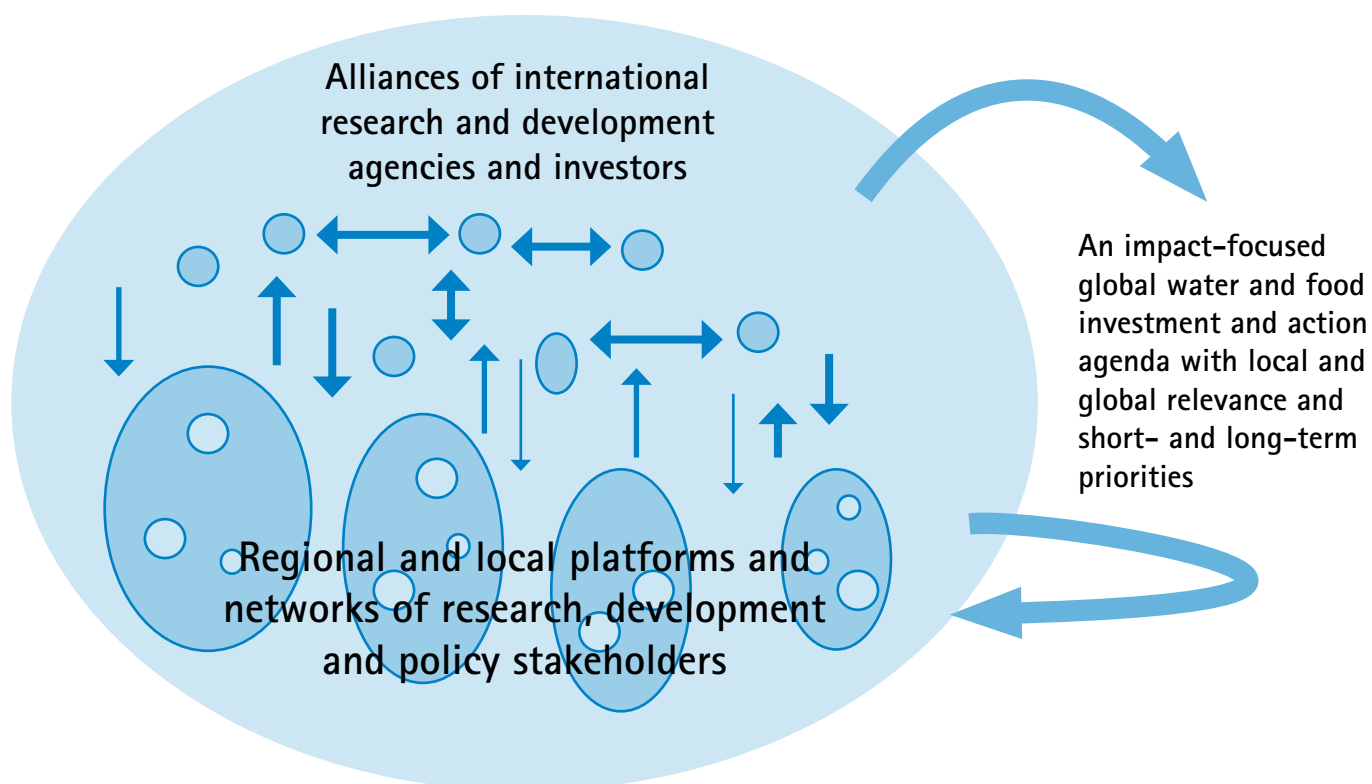 Alliances of international
research and development
agencies and investors
An impact-focused
global water and food
investment and action
agenda with local and
global relevance and
short- and long-term
priorities
Regional and local platforms and
networks of research, development
and policy stakeholders